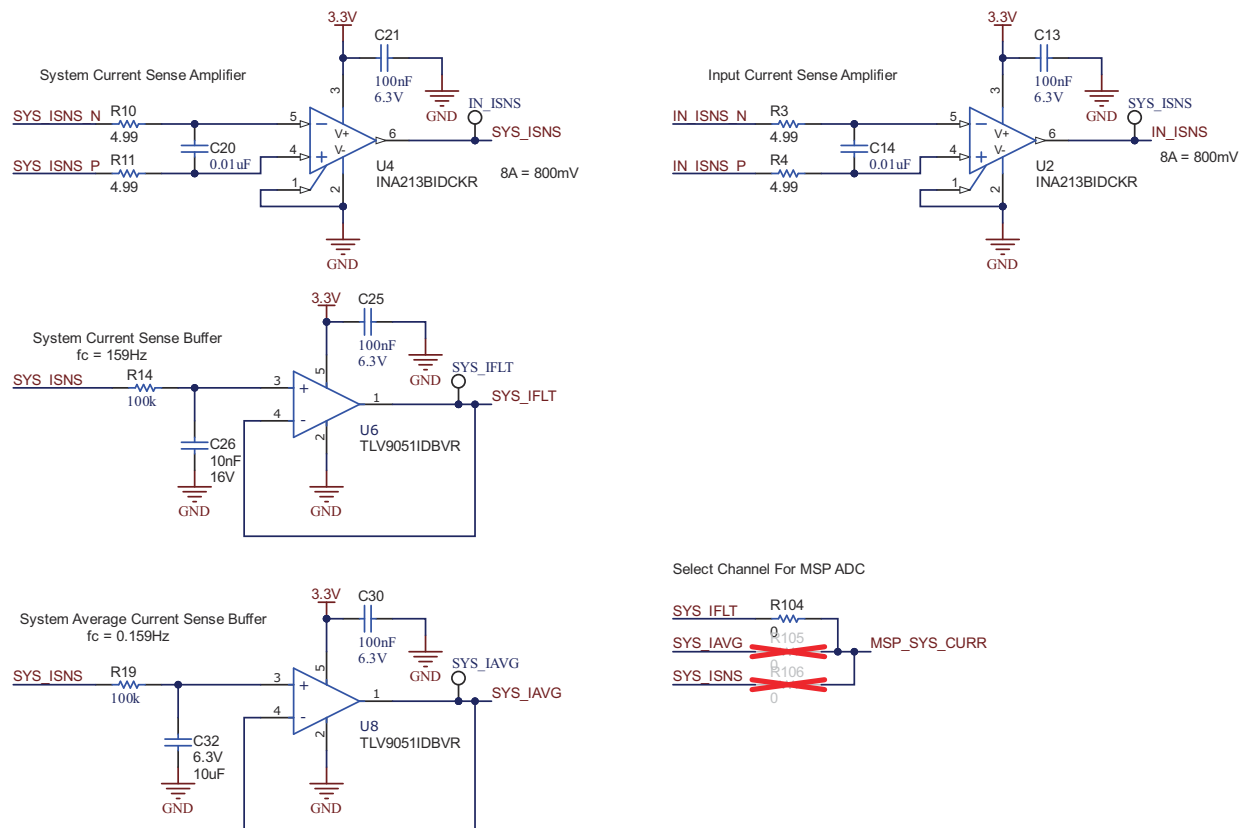 System Current Sense Amplifier
3.3V
C21
100nF
6.3V
GND
SYS_ISNS_N
R10
4.99
C20
0.01uF
SYS_ISNS_P
R11
4.99
5
4
1
3
V+
V-
2
6
IN_ISNS
SYS_ISNS
U4
INA213BIDCKR
8A = 800mV
GND
Input Current Sense Amplifier
3.3V
C13
100nF
6.3V
GND
IN_ISNS_N
R3
4.99
C14
0.01uF
IN_ISNS_P
R4
4.99
5
4
1
3
V+
V-
2
6
SYS_ISNS
IN_ISNS
8A = 800mV
U2
INA213BIDCKR
GND
System Current Sense Buffer
fc = 159Hz
3.3V
C25
100nF
6.3V
GND
SYS_ISNS
R14
100k
C26
10nF
16V
GND
3
4
+
-
5
2
1
SYS_IFLT
SYS_IFLT
U6
TLV9051IDBVR
GND
System Average Current Sense Buffer
fc = 0.159Hz
3.3V
C30
100nF
6.3V
GND
SYS_ISNS
R19
100k
C32
6.3V
10uF
GND
3
4
+
-
5
2
1
SYS_IAVG
SYS_IAVG
U8
TLV9051IDBVR
GND
Select Channel For MSP ADC
SYS_IFLT
R104
0
SYS_IAVG
R105
0
MSP_SYS_CURR
SYS_ISNS
R106
0